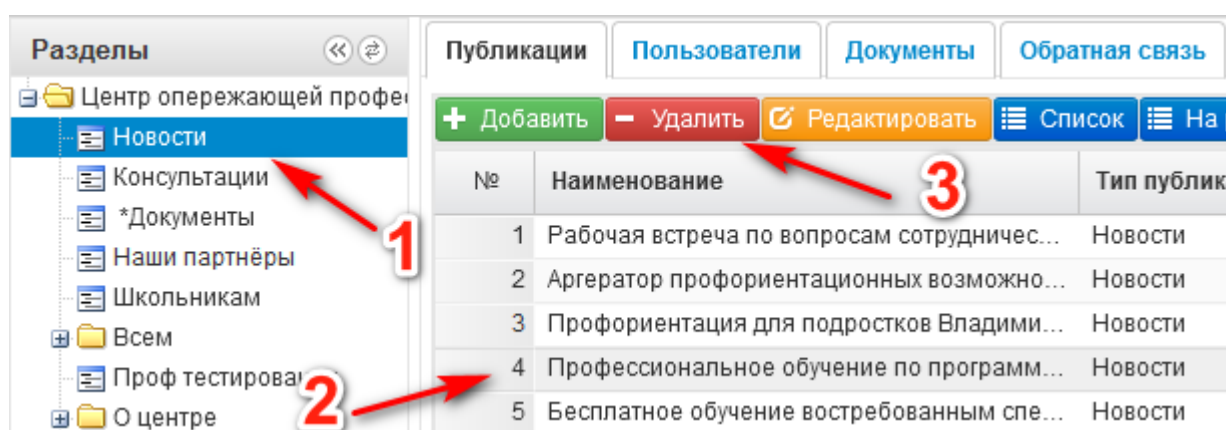 Разделы
Центр опережающей профе
Новости
Консультации
*Документы
Наши партнёры
Школьникам
Всем
Проф тестирован
О центре
1
2
Публикации Пользователи Документы Обратная связь
Добавить Удалить Редактировать Список На
3
№ Наименование Тип публик
1 Рабочая встреча по вопросам сотрудничес... Новости
2 Аргератор профориентационных возможно... Новости
3 Профориентация для подростков Владими... Новости
4 Профессиональное обучение по программ... Новости
5 Бесплатное обучение востребованным спе... Новости